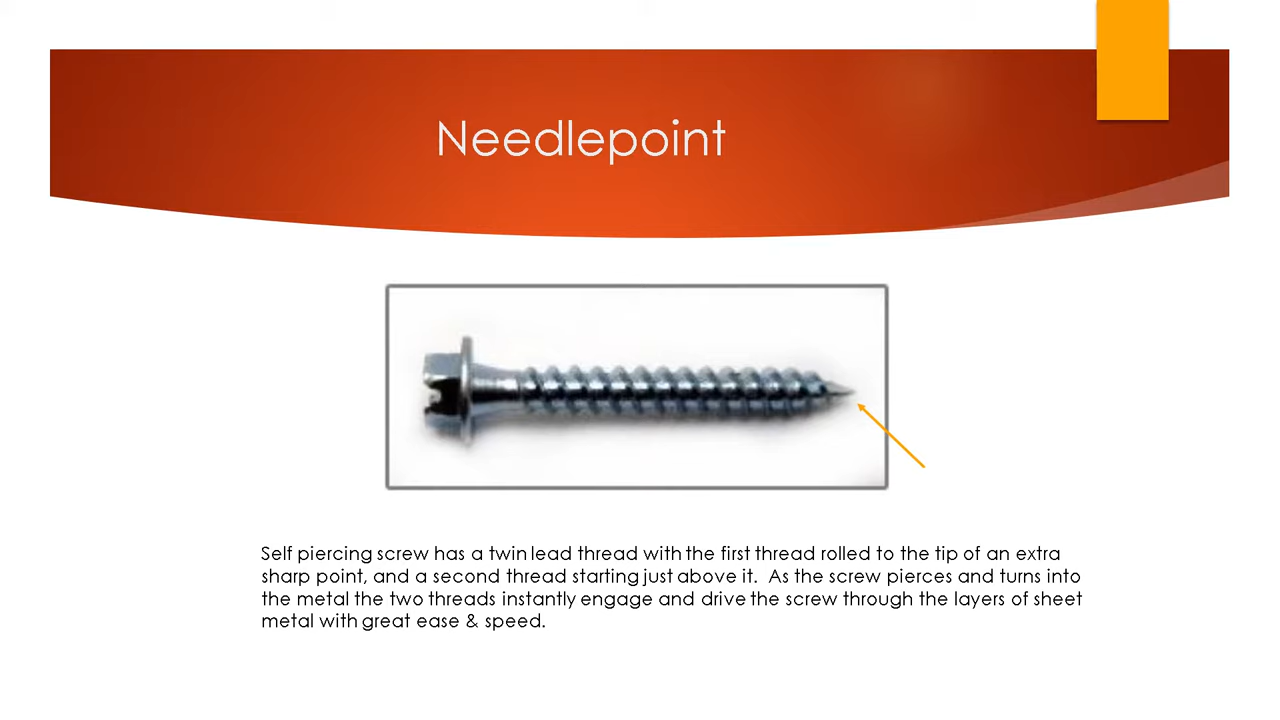 Needlepoint
Self piercing screw has a twin lead thread with the first thread rolled to the tip of an extra
sharp point, and a second thread starting just above it.  As the screw pierces and turns into
the metal the two threads instantly engage and drive the screw through the layers of sheet
metal with great ease & speed.